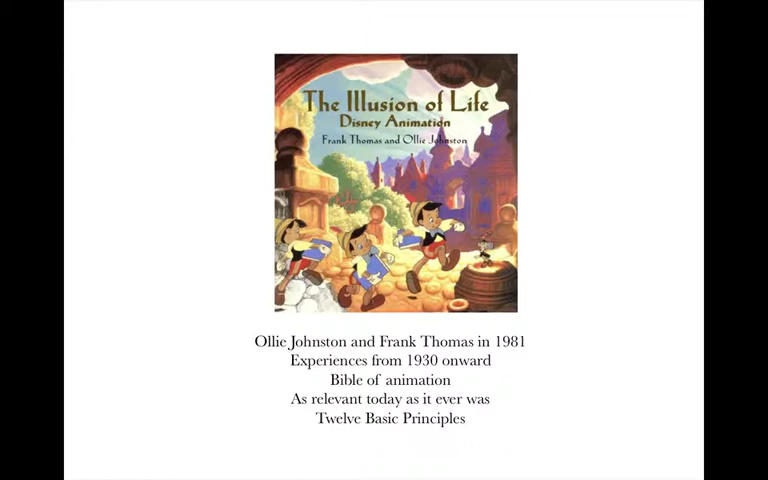 The Illusion of Life
Disney Animation
Frank Thomas and Ollie Johnston
Ollie Johnston and Frank Thomas in 1981
Experiences from 1930 onward
Bible of animation
As relevant today as it ever was
Twelve Basic Principles